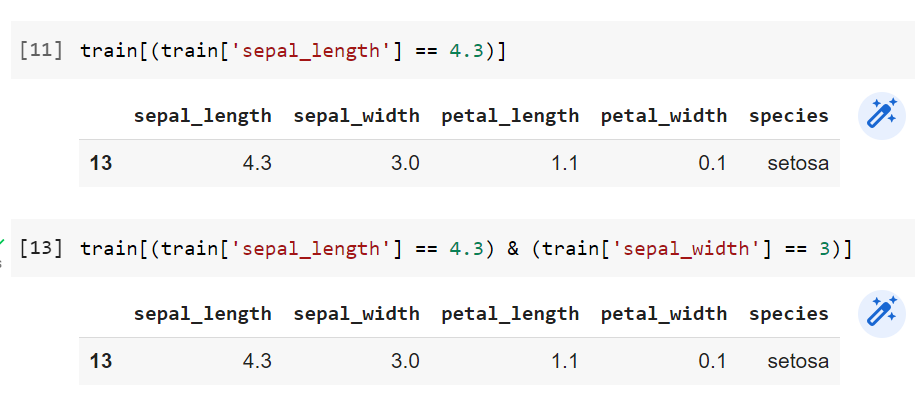 [11] train[(train['sepal_length'] == 4.3)]
sepal_length sepal_width petal_length petal_width species
13 4.3 3.0 1.1 0.1 setosa
[13] train[(train['sepal_length'] == 4.3) & (train['sepal_width'] == 3)]
sepal_length sepal_width petal_length petal_width species
13 4.3 3.0 1.1 0.1 setosa